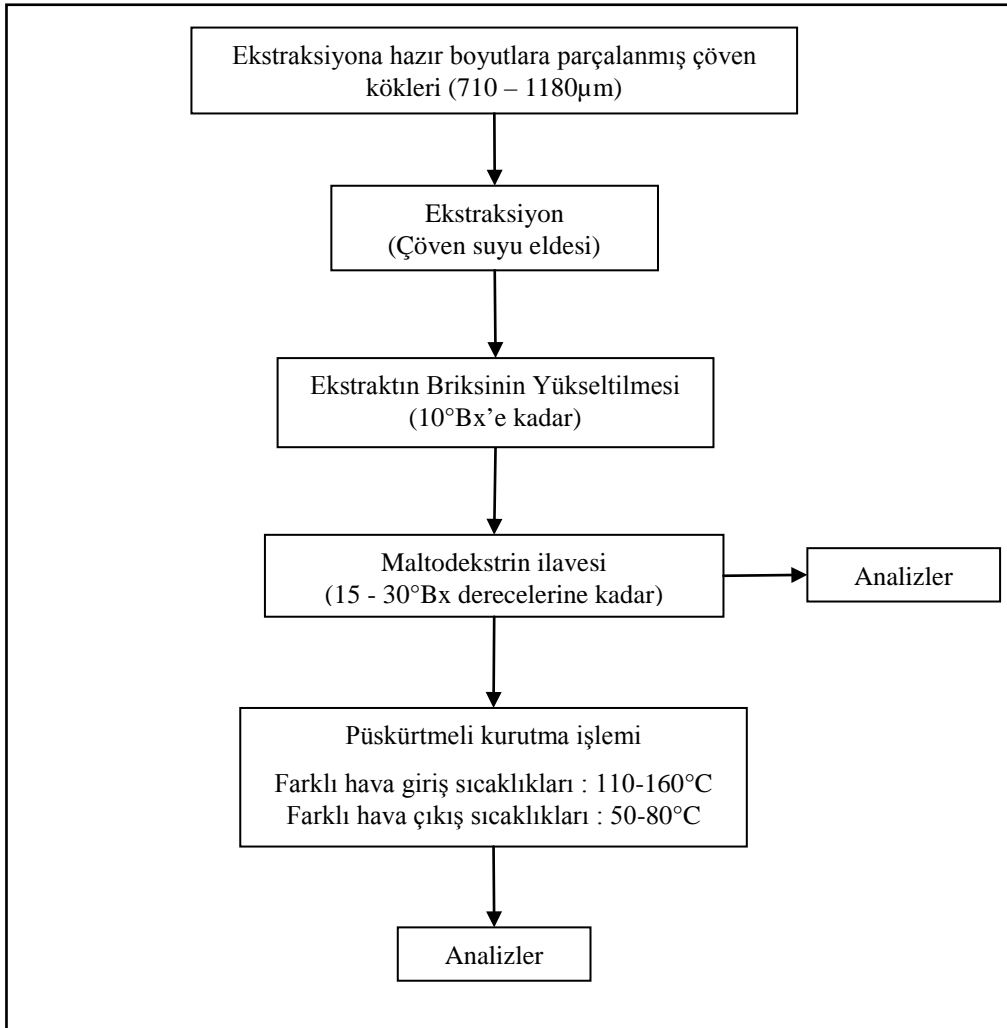 Ekstraksiyona hazır boyutlara parçalanmış çöven
kökleri (710 – 1180µm)
Ekstraksiyon
(Çöven suyu eldesi)
Ekstraktın Briksinin Yükseltilmesi
(10°Bx’e kadar)
Maltodekstrin ilavesi
(15 - 30°Bx derecelerine kadar)
Analizler
Püskürtmeli kurutma işlemi
Farklı hava giriş sıcaklıkları : 110-160°C
Farklı hava çıkış sıcaklıkları : 50-80°C
Analizler